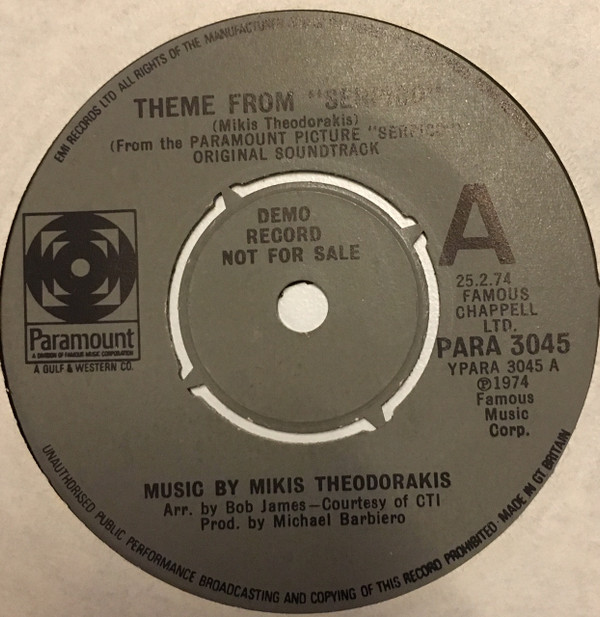 EMI RECORDS LTD ALL RIGHTS OF THE MANUFACTURER
THEME FROM "SERPICO"
(Mikis Theodorakis)
(From the PARAMOUNT PICTURE "SERPICO"
ORIGINAL SOUNDTRACK
DEMO
RECORD
NOT FOR SALE
A
25.2.74
FAMOUS
CHAPPELL
LTD.
PARA 3045
YPARA 3045 A
℗1974
Famous
Music
Corp.
Paramount
A DIVISION OF FAMOUS MUSIC CORPORATION
A GULF & WESTERN CO.
MUSIC BY MIKIS THEODORAKIS
Arr. by Bob James—Courtesy of CTI
Prod. by Michael Barbiero
UNAUTHORISED PUBLIC PERFORMANCE BROADCASTING AND COPYING OF THIS RECORD PROHIBITED MADE IN GT BRITAIN